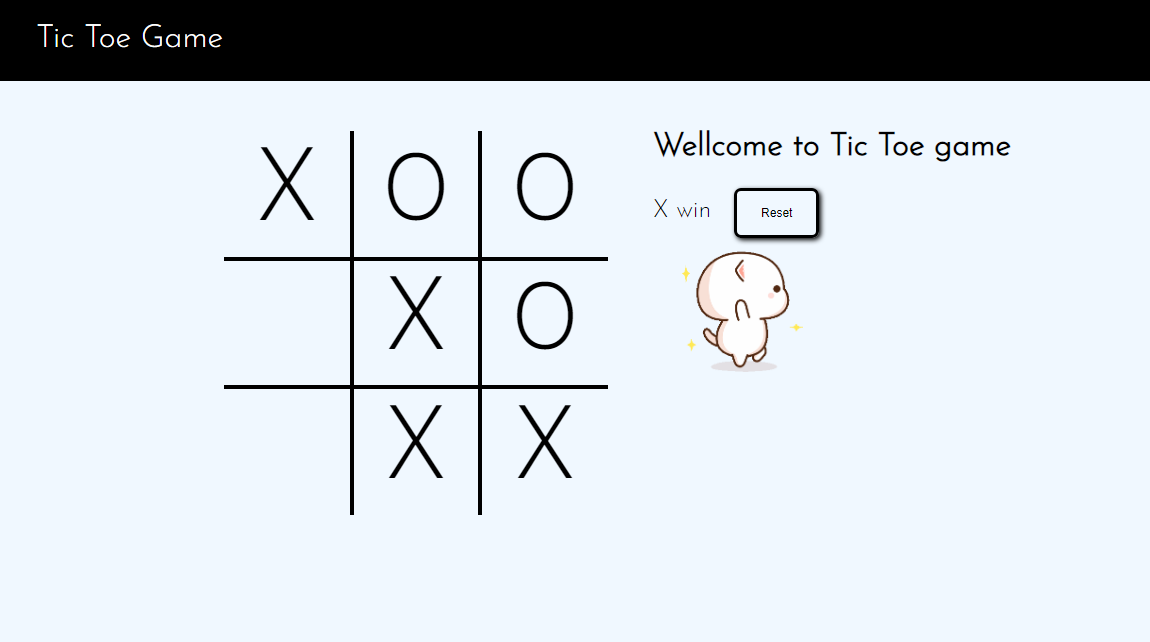 Tic Toe Game
X O O
X O
X X
Wellcome to Tic Toe game
X win
Reset